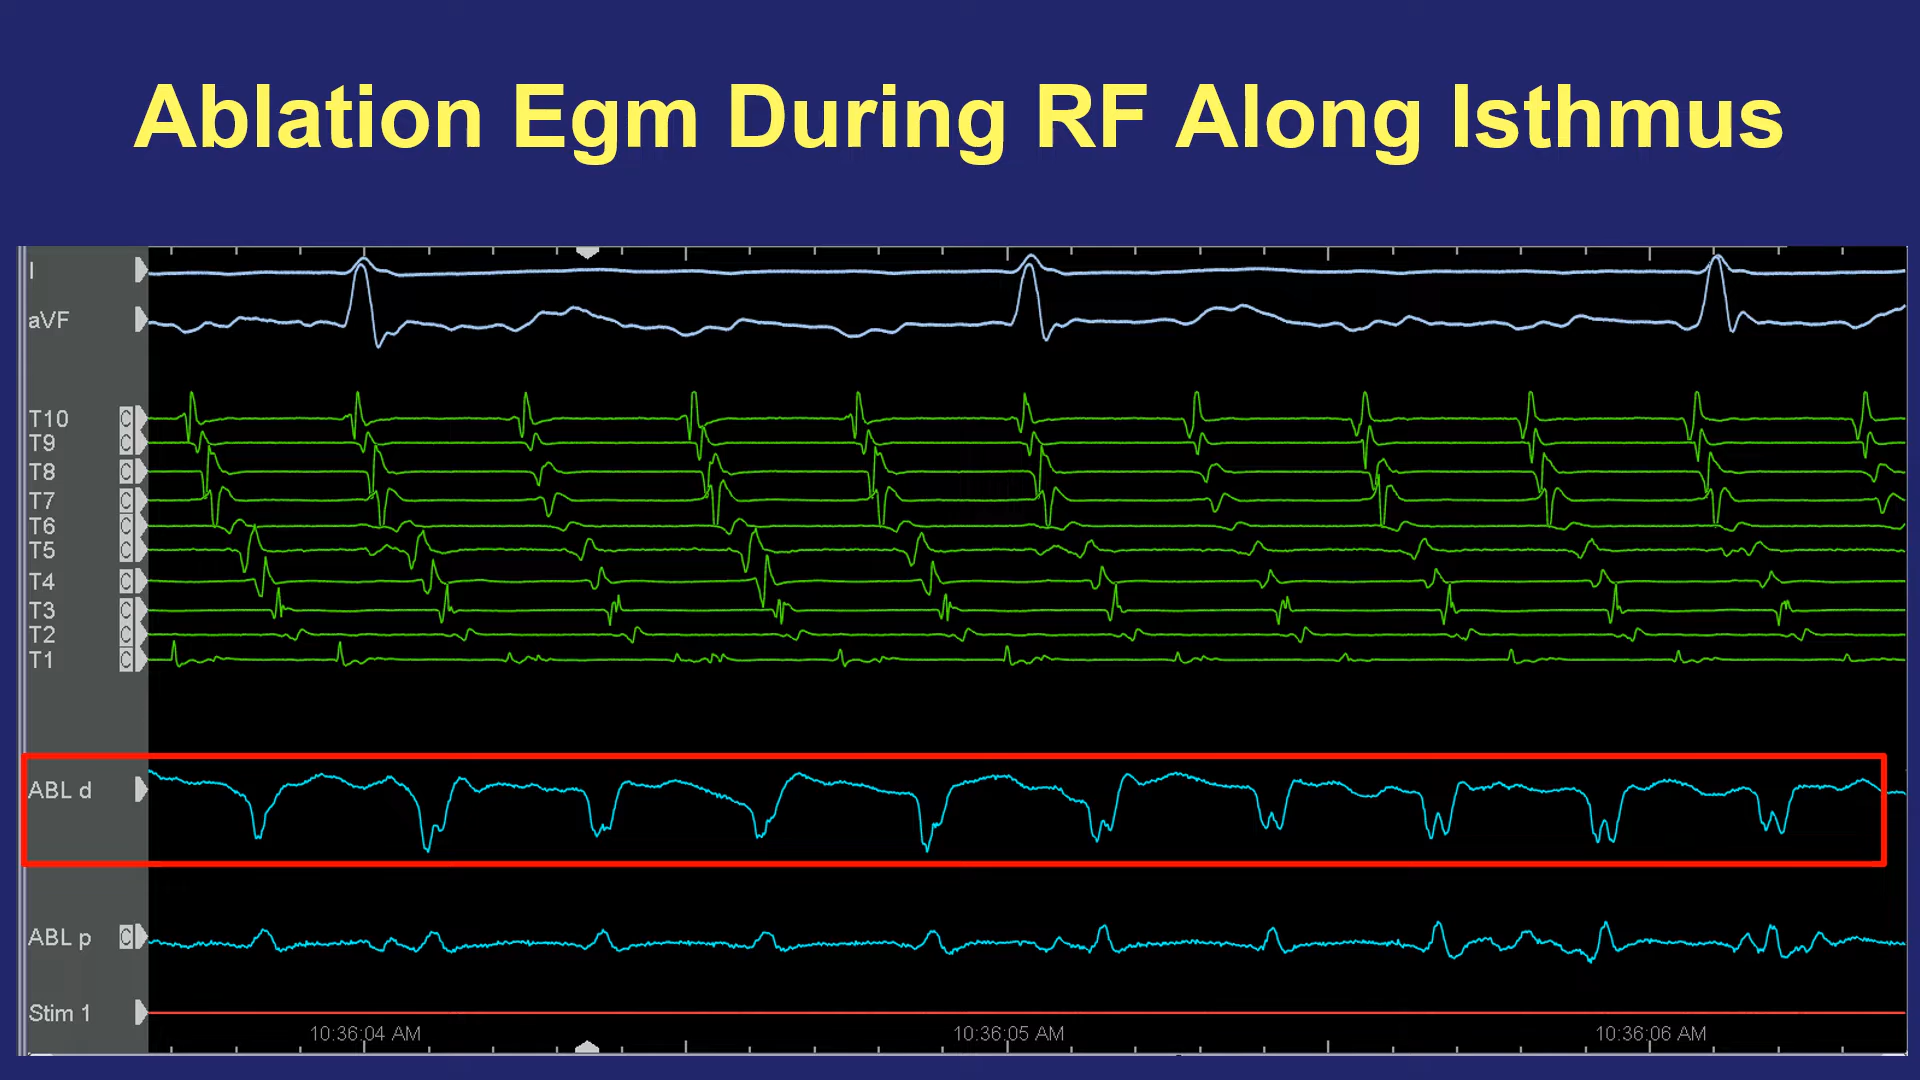 Ablation Egm During RF Along Isthmus
I
aVF
T10 C
T9 C
T8 C
T7 C
T6 C
T5 C
T4 C
T3 C
T2 C
T1 C
ABL d
ABL p C
Stim 1
10:36:04 AM 10:36:05 AM 10:36:06 AM